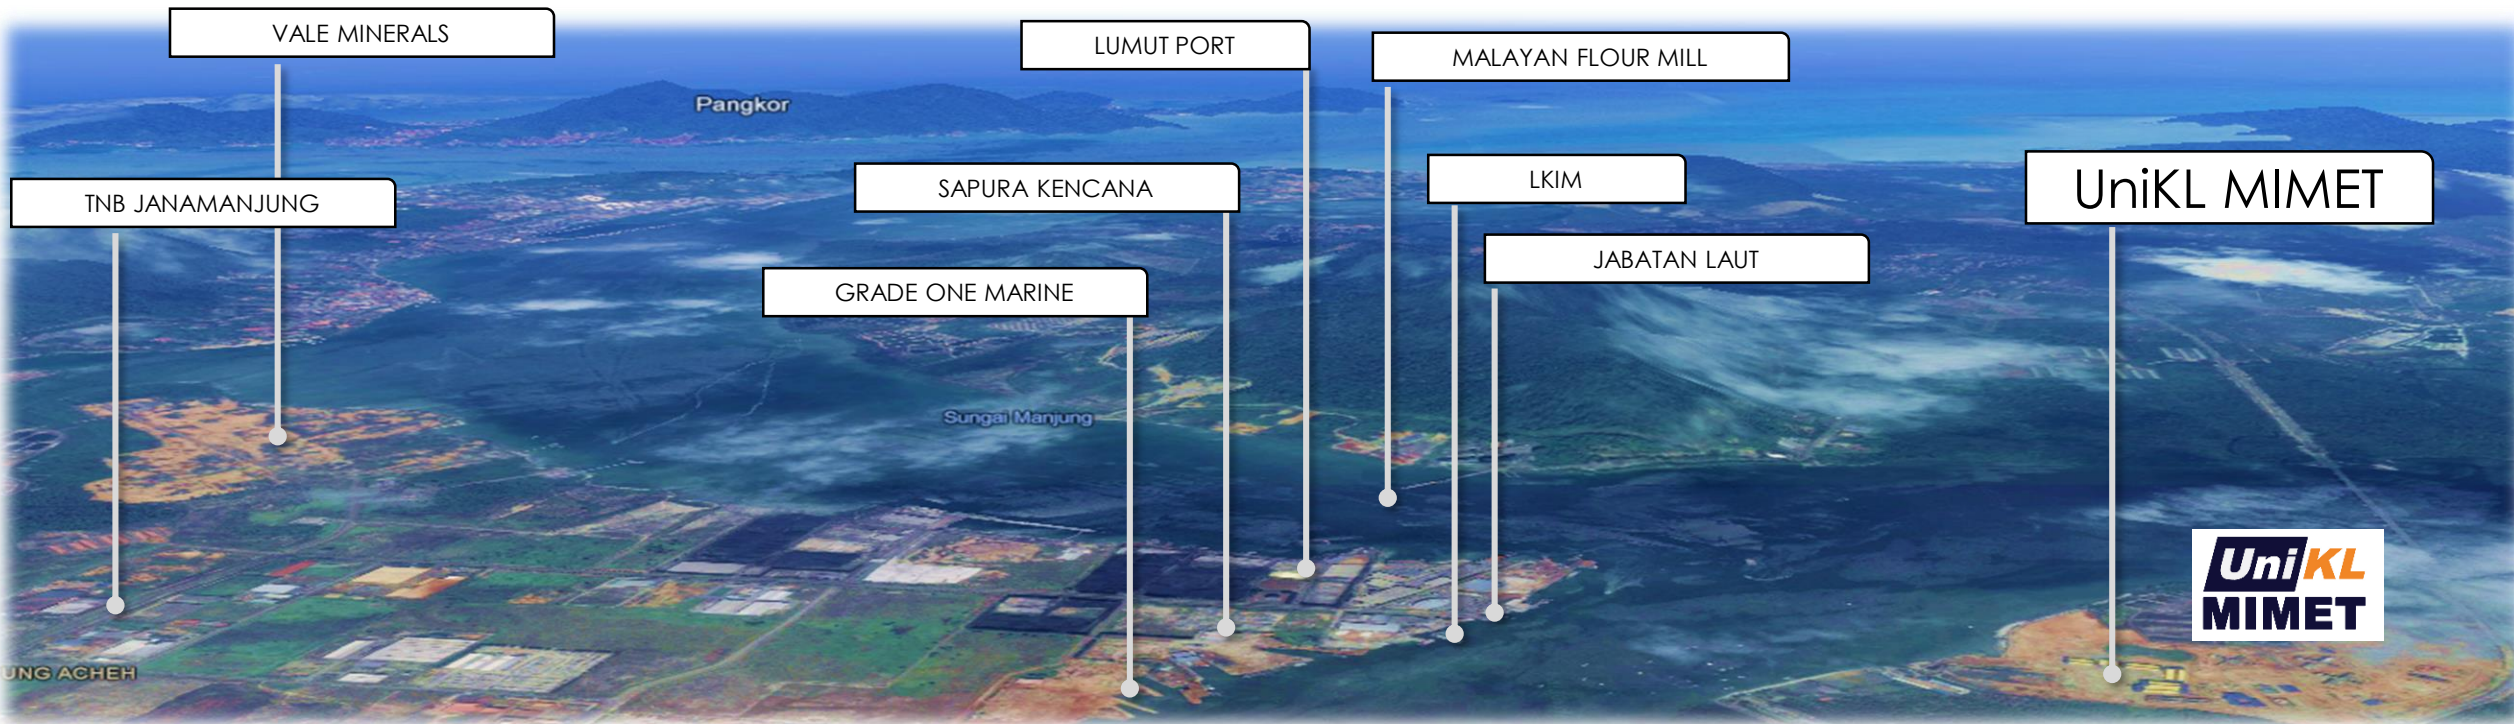 VALE MINERALS
LUMUT PORT
MALAYAN FLOUR MILL
Pangkor
TNB JANAMANJUNG
SAPURA KENCANA
LKIM
UniKL MIMET
GRADE ONE MARINE
JABATAN LAUT
Sungai Manjung
UniKL
MIMET
UNG ACHEH